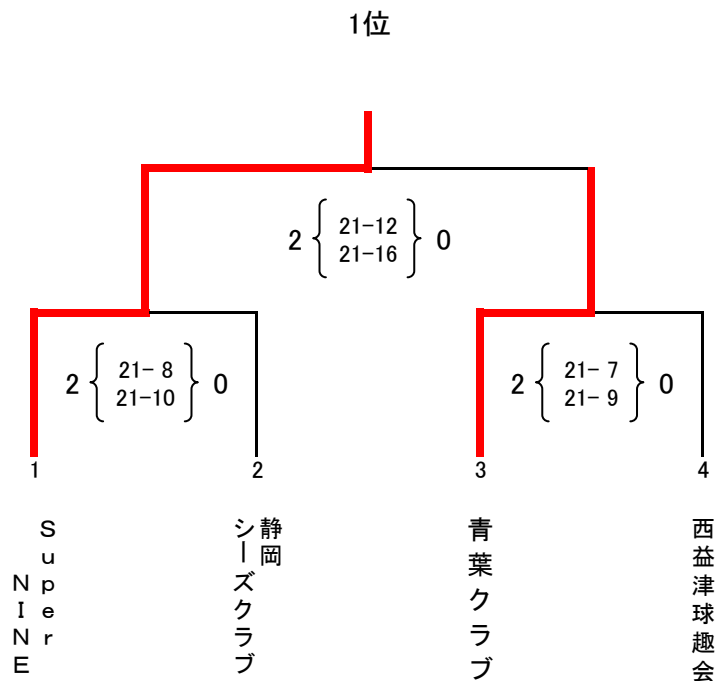 1位
2 { 21-12 } 0
21-16
2 { 21- 8 } 0
21-10
2 { 21- 7 } 0
21- 9
1
2
3
4
Super
NINE
静岡
シーズクラブ
青葉クラブ
西益津球趣会